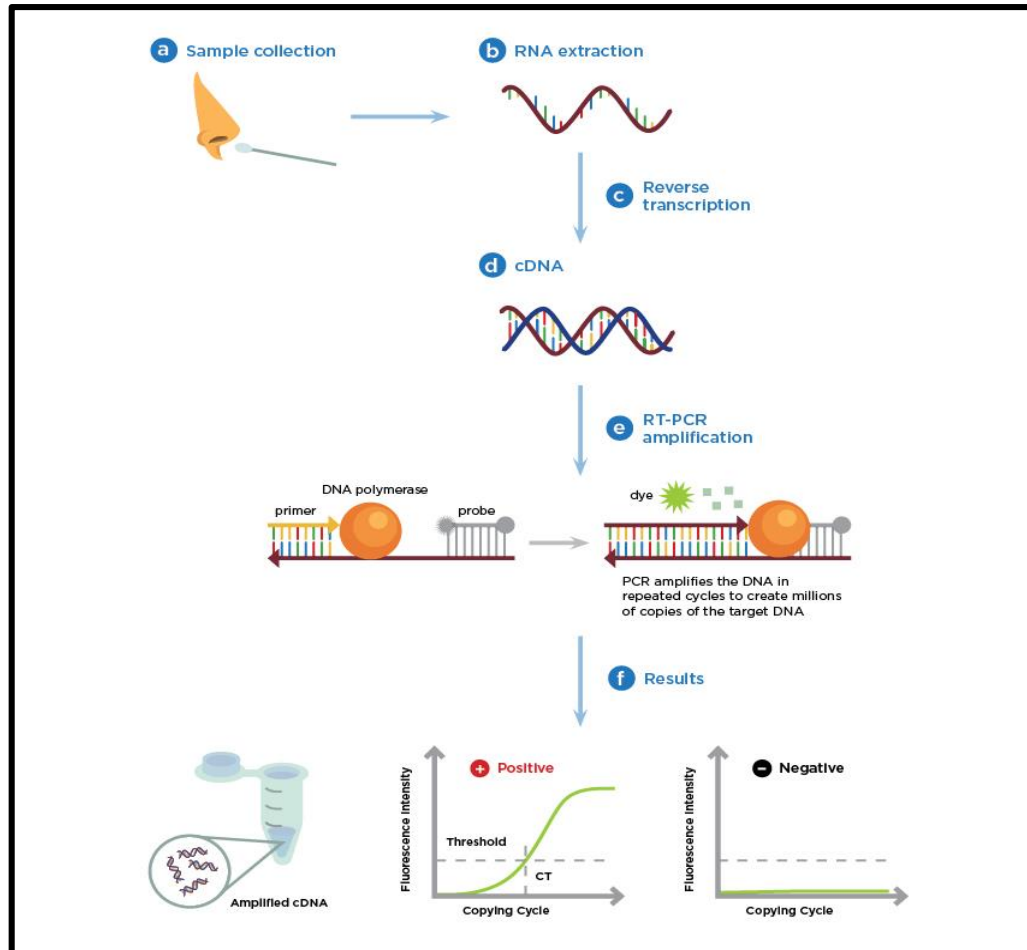 a Sample collection
b RNA extraction
c Reverse
transcription
d cDNA
e RT-PCR
amplification
DNA polymerase
primer
probe
dye
PCR amplifies the DNA in
repeated cycles to create millions
of copies of the target DNA
f Results
Amplified cDNA
+ Positive
Fluorescence Intensity
Threshold
CT
Copying Cycle
− Negative
Fluorescence Intensity
Copying Cycle